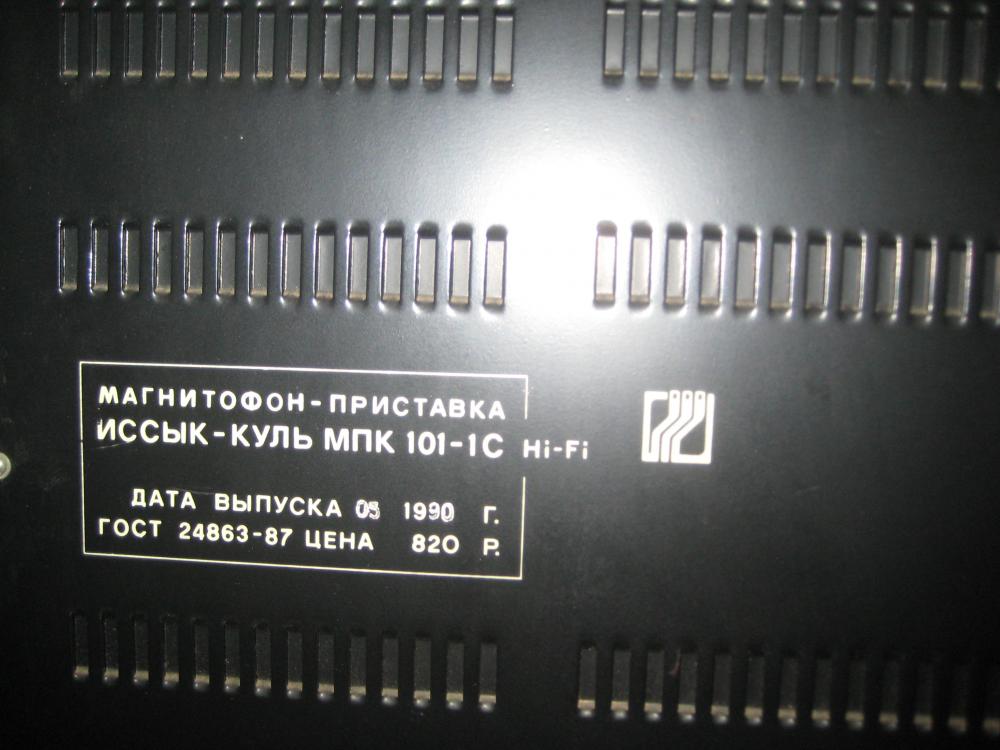 МАГНИТОФОН-ПРИСТАВКА
ИССЫК-КУЛЬ МПК 101-1С Hi-Fi
ДАТА ВЫПУСКА 05 1990 Г.
ГОСТ 24863-87 ЦЕНА 820 Р.